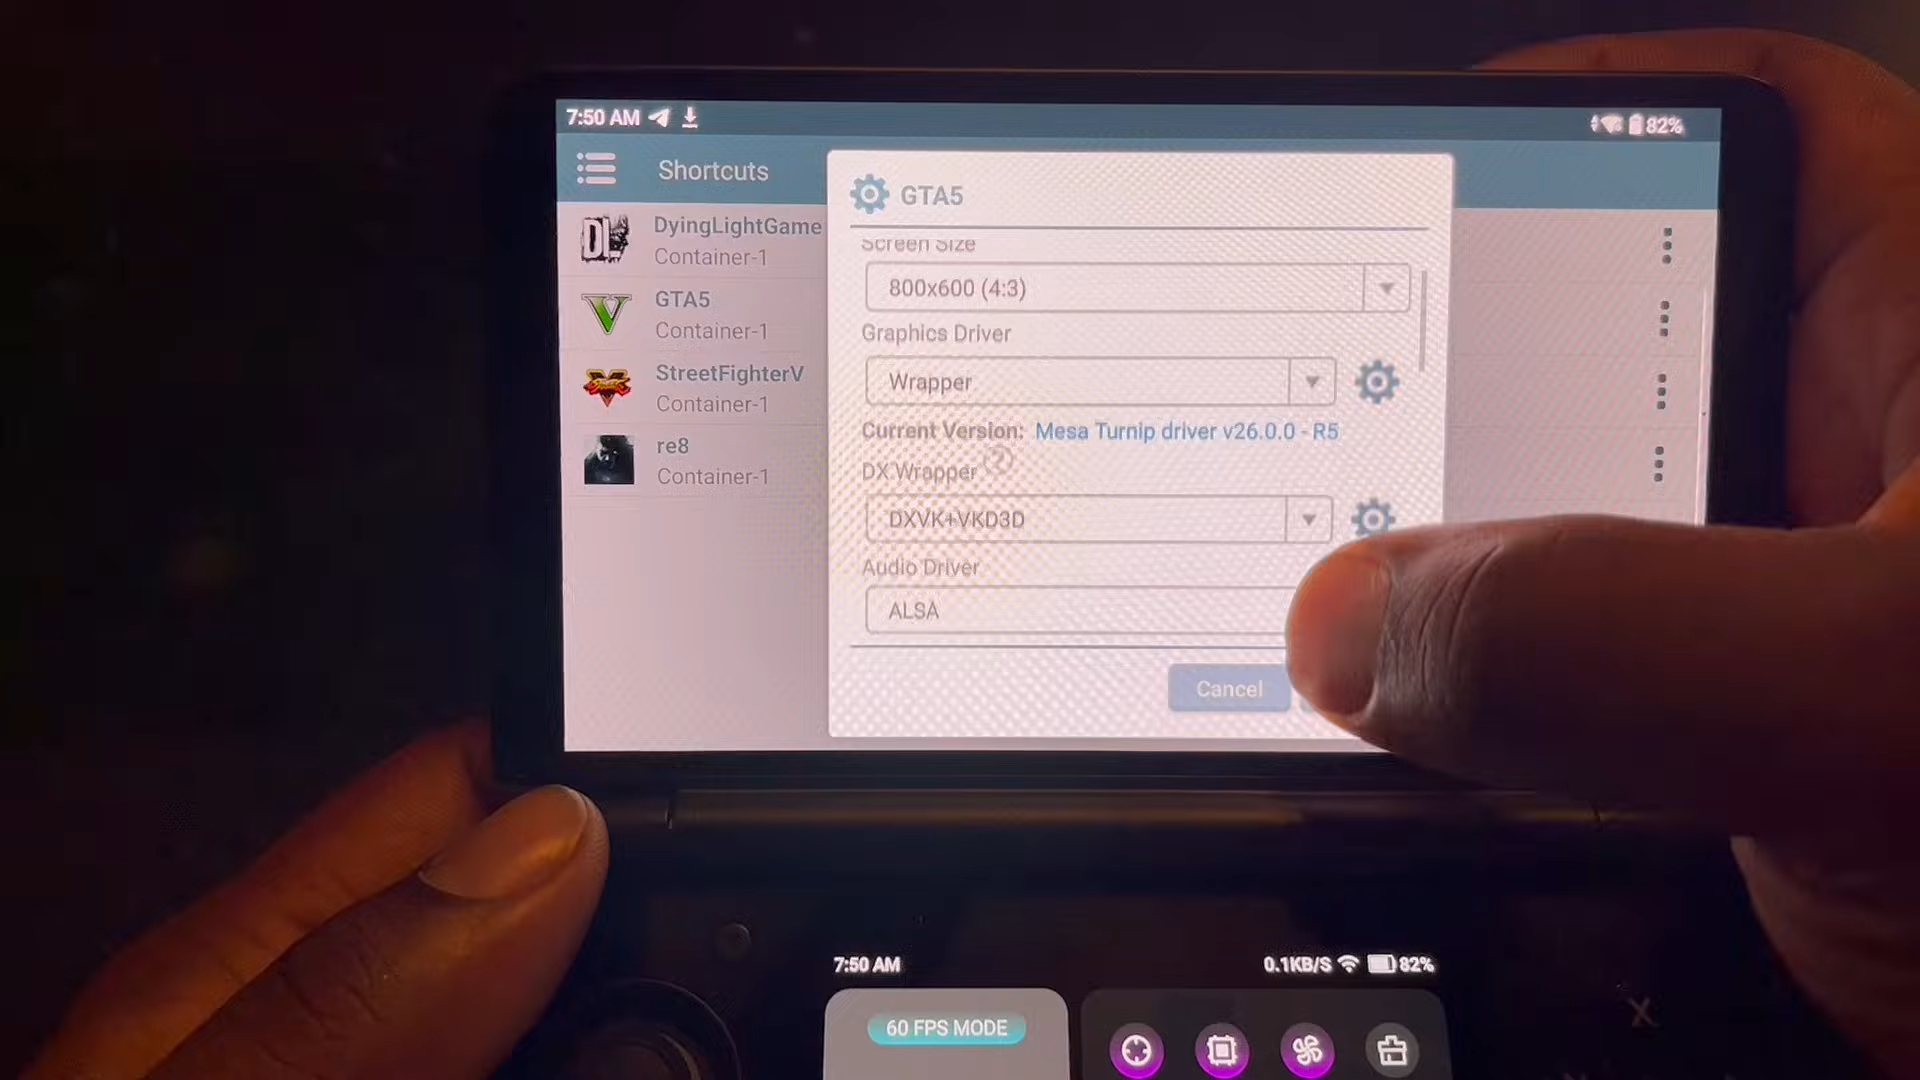 7:50 AM
82%
Shortcuts
DyingLightGame
Container-1
GTA5
Container-1
StreetFighterV
Container-1
re8
Container-1
GTA5
Screen Size
800x600 (4:3)
Graphics Driver
Wrapper
Current Version: Mesa Turnip driver v26.0.0 - R5
DX Wrapper ?
DXVK+VKD3D
Audio Driver
ALSA
Cancel
7:50 AM
0.1KB/S 82%
60 FPS MODE
X